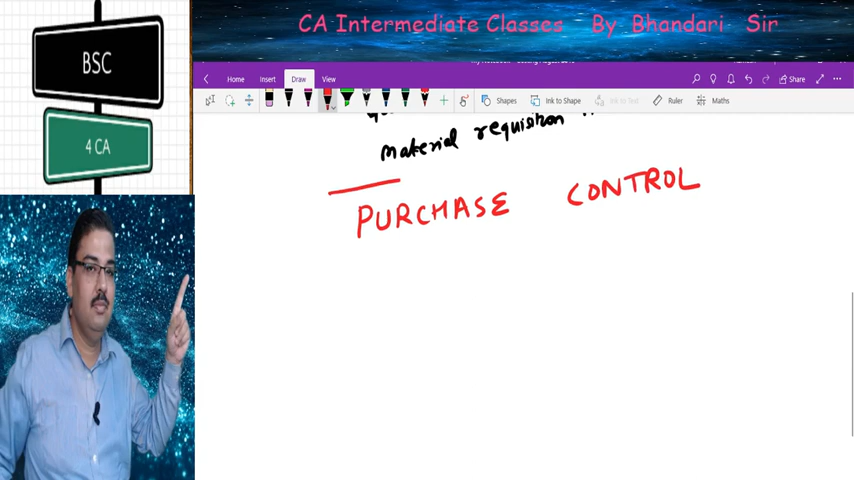 BSC
4 CA
CA Intermediate Classes By Bhandari Sir
Home Insert Draw View
Share
Shapes
Ink to Shape
Ink to Text
Ruler
Maths
material requisition
PURCHASE CONTROL